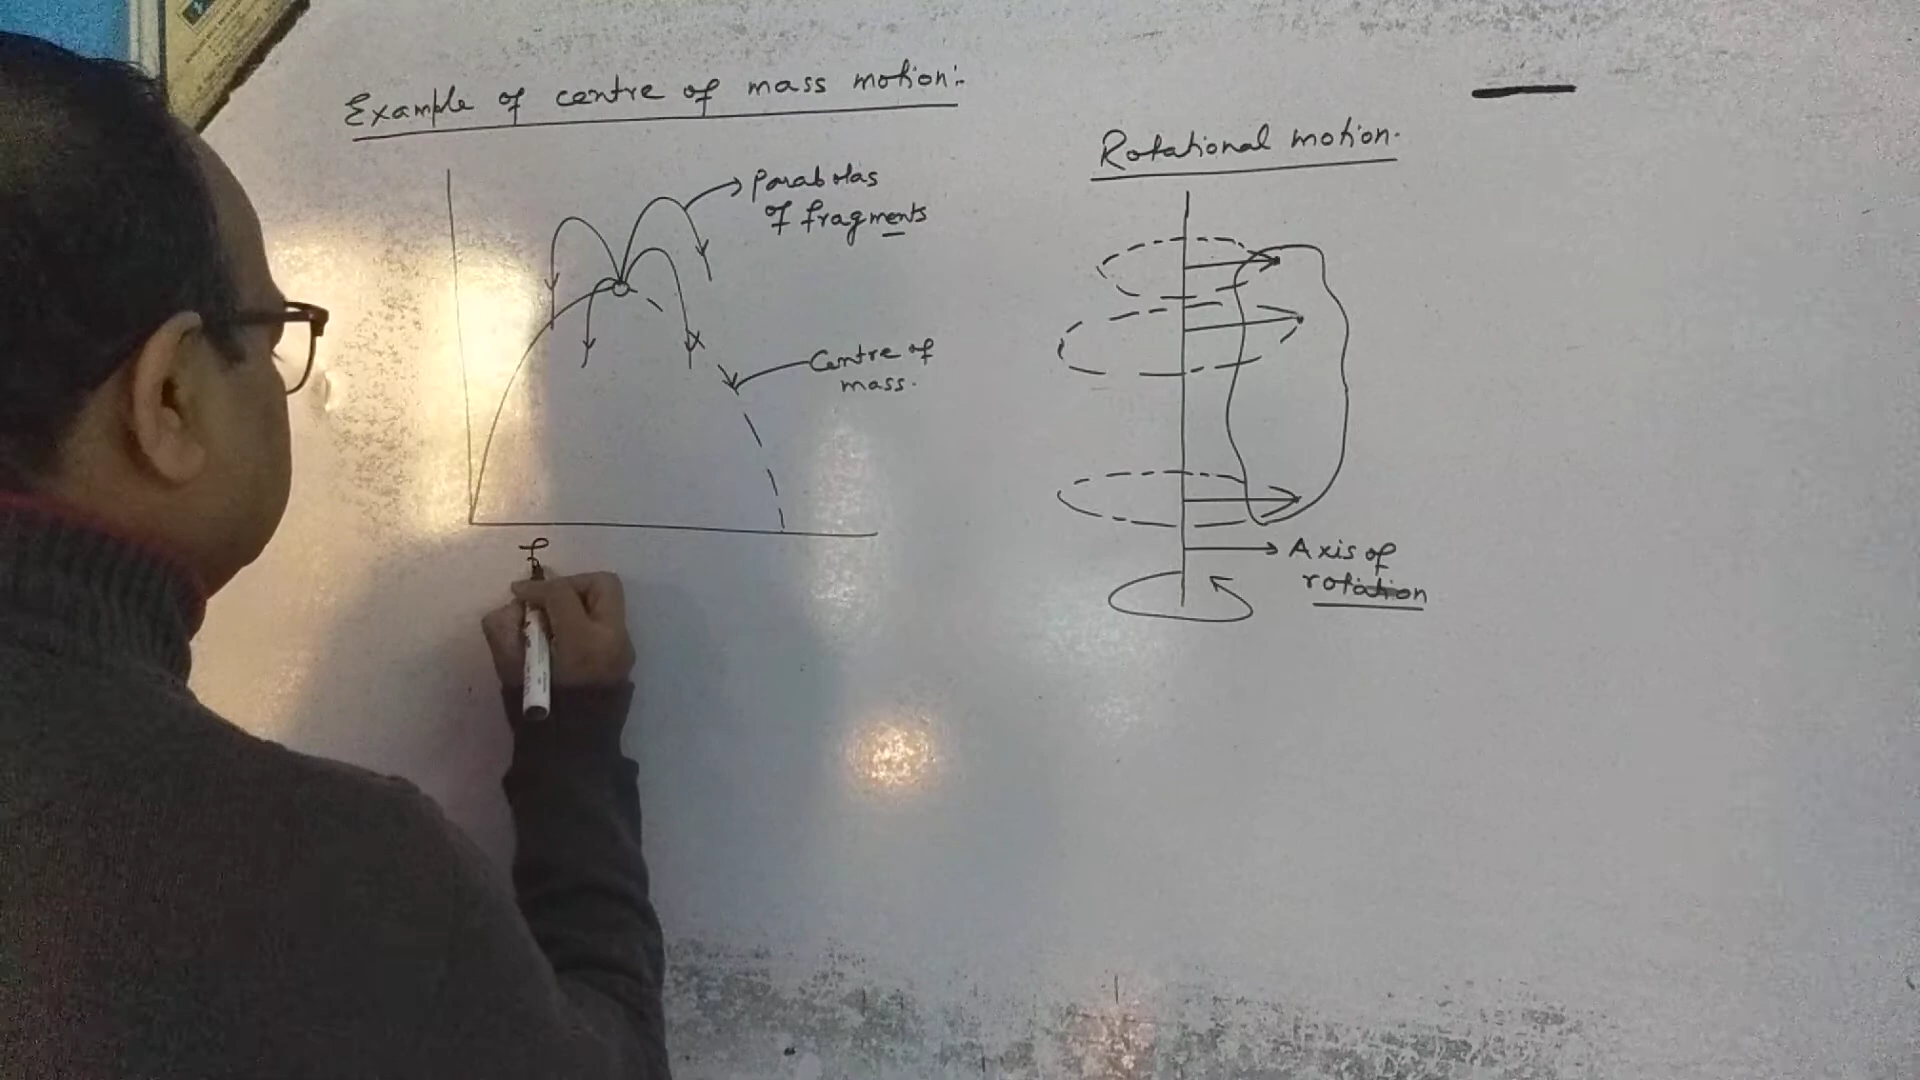 Example of centre of mass motion:-
Parabolas
of fragments
Centre of
mass.
f
Rotational motion.
Axis of
rotation